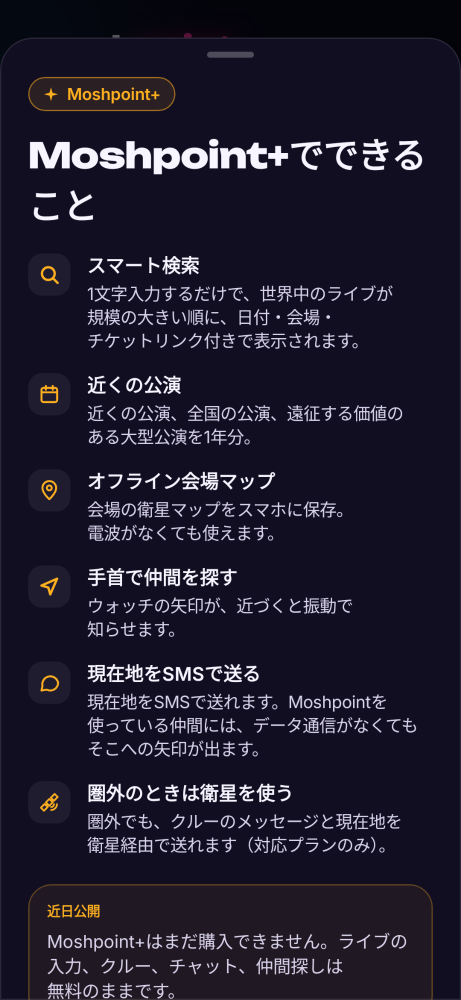 Moshpoint+
Moshpoint+でできる
こと
スマート検索
1文字入力するだけで、世界中のライブが
規模の大きい順に、日付・会場・
チケットリンク付きで表示されます。
近くの公演
近くの公演、全国の公演、遠征する価値の
ある大型公演を1年分。
オフライン会場マップ
会場の衛星マップをスマホに保存。
電波がなくても使えます。
手首で仲間を探す
ウォッチの矢印が、近づくと振動で
知らせます。
現在地をSMSで送る
現在地をSMSで送れます。Moshpointを
使っている仲間には、データ通信がなくても
そこへの矢印が出ます。
圏外のときは衛星を使う
圏外でも、クルーのメッセージと現在地を
衛星経由で送れます（対応プランのみ）。
近日公開
Moshpoint+はまだ購入できません。ライブの
入力、クルー、チャット、仲間探しは
無料のままです。